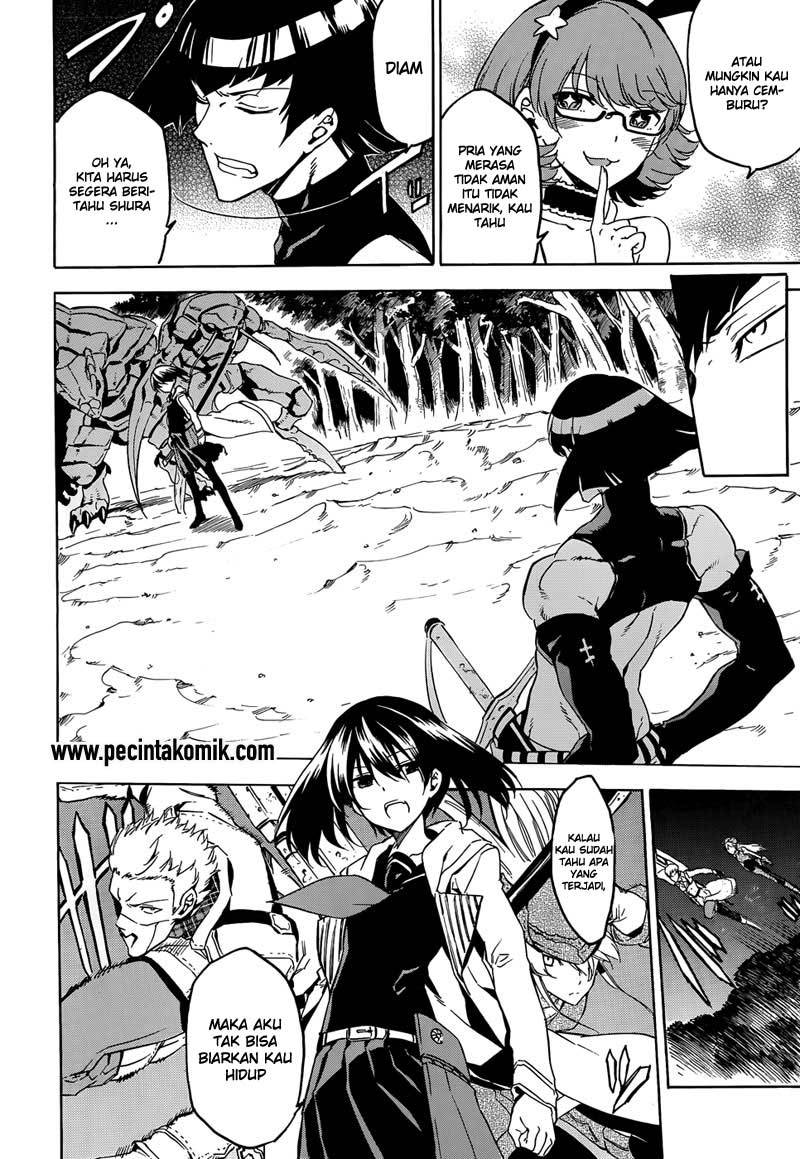 ATAU
MUNGKIN KAU
HANYA CEM-
BURU?
PRIA YANG
MERASA
TIDAK AMAN
ITU TIDAK
MENARIK, KAU
TAHU
DIAM
OH YA,
KITA HARUS
SEGERA BERI-
TAHU SHURA
...
www.pecintakomik.com
KALAU
KAU SUDAH
TAHU APA
YANG
TERJADI,
MAKA AKU
TAK BISA
BIARKAN KAU
HIDUP